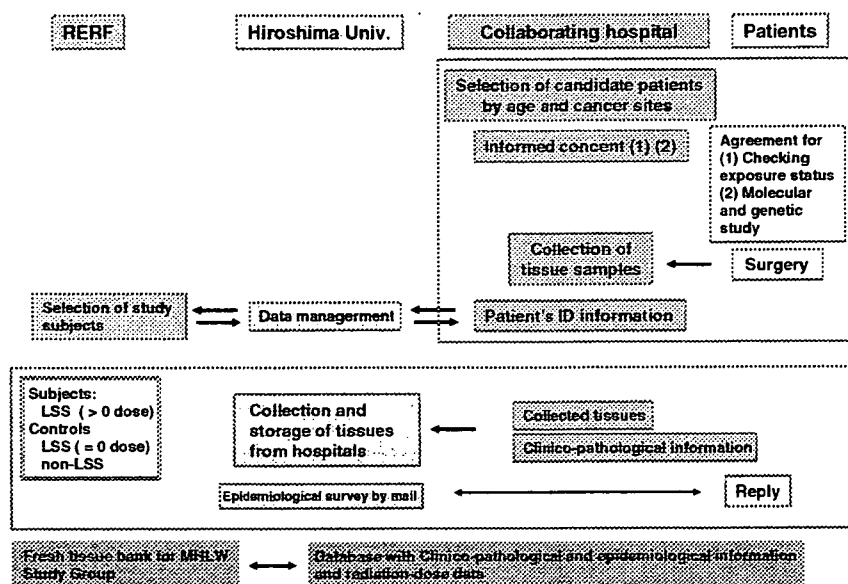 RERF
Hiroshima Univ.
Collaborating hospital
Patients
Selection of candidate patients
by age and cancer sites
Informed concent (1) (2)
Agreement for
(1) Checking
exposure status
(2) Molecular
and genetic
study
Collection of
tissue samples
Surgery
Selection of study
subjects
Data managerment
Patient's ID information
Subjects:
LSS ( > 0 dose)
Controls
LSS ( = 0 dose)
non-LSS
Collection and
storage of tissues
from hospitals
Collected tissues
Clinico-pathological information
Epidemiological survey by mail
Reply
Fresh tissue bank for MHLW
Study Group
Database with Clinico-pathological and epidemiological information
and radiation-dose data